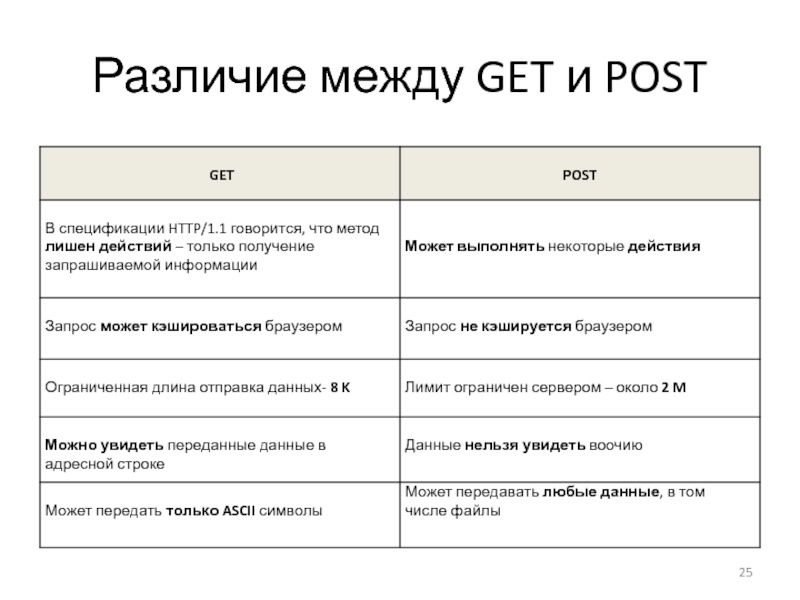 Различие между GET и POST
GET
POST
В спецификации HTTP/1.1 говорится, что метод
лишен действий – только получение
запрашиваемой информации
Может выполнять некоторые действия
Запрос может кэшироваться браузером
Запрос не кэшируется браузером
Ограниченная длина отправка данных- 8 K
Лимит ограничен сервером – около 2 M
Можно увидеть переданные данные в
адресной строке
Данные нельзя увидеть воочию
Может передать только ASCII символы
Может передавать любые данные, в том
числе файлы
25